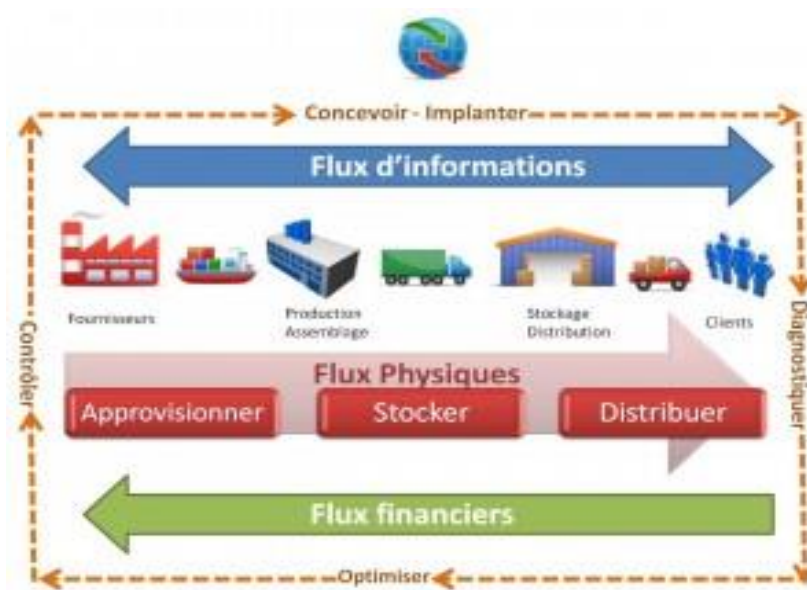 Concevoir - Implanter
Flux d'informations
Fournisseurs
Production
Assemblage
Stockage
Distribution
Clients
Contrôler
Diagnostiquer
Flux Physiques
Approvisionner
Stocker
Distribuer
Flux financiers
Optimiser